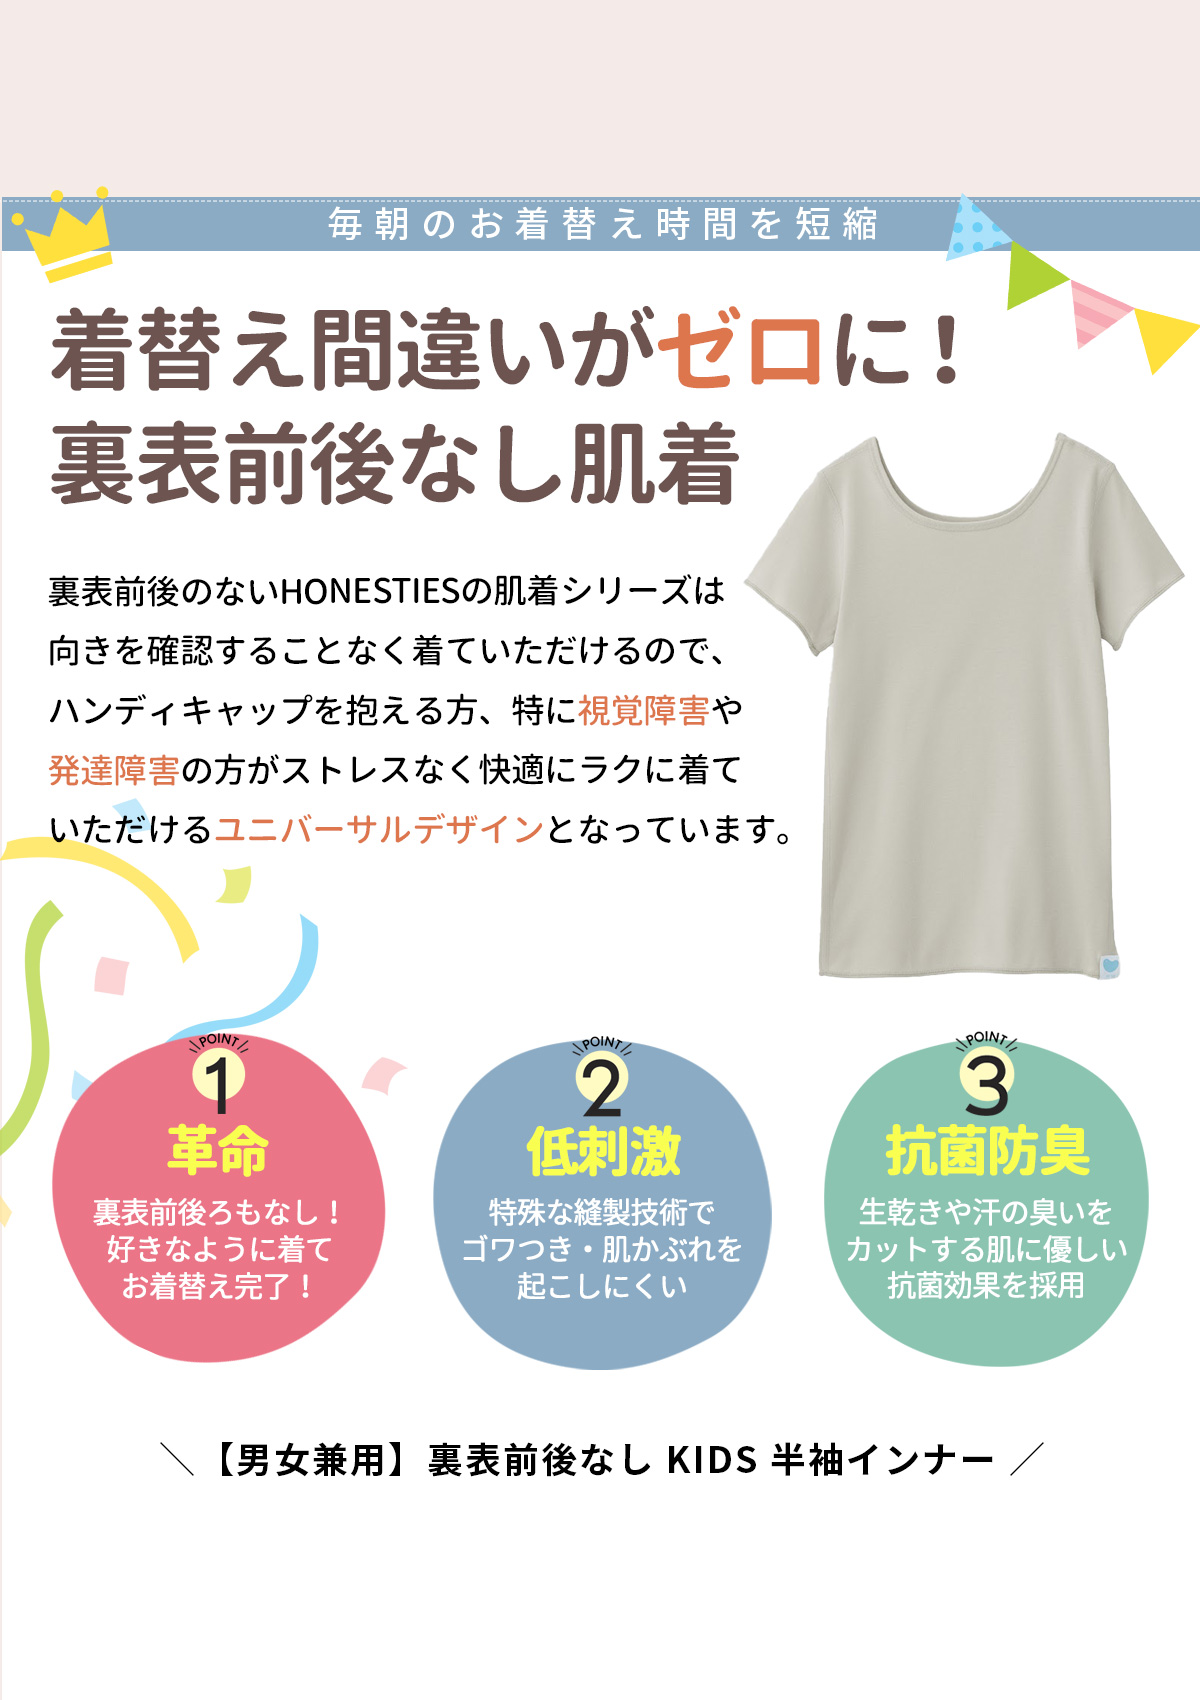 毎朝のお着替え時間を短縮
着替え間違いがゼロに！
裏表前後なし肌着
裏表前後のないHONESTIESの肌着シリーズは
向きを確認することなく着ていただけるので、
ハンディキャップを抱える方、特に視覚障害や
発達障害の方がストレスなく快適にラクに着て
いただけるユニバーサルデザインとなっています。
POINT
1
革命
裏表前後ろもなし！
好きなように着て
お着替え完了！
POINT
2
低刺激
特殊な縫製技術で
ゴワつき・肌かぶれを
起こしにくい
POINT
3
抗菌防臭
生乾きや汗の臭いを
カットする肌に優しい
抗菌効果を採用
＼【男女兼用】裏表前後なし KIDS 半袖インナー ／